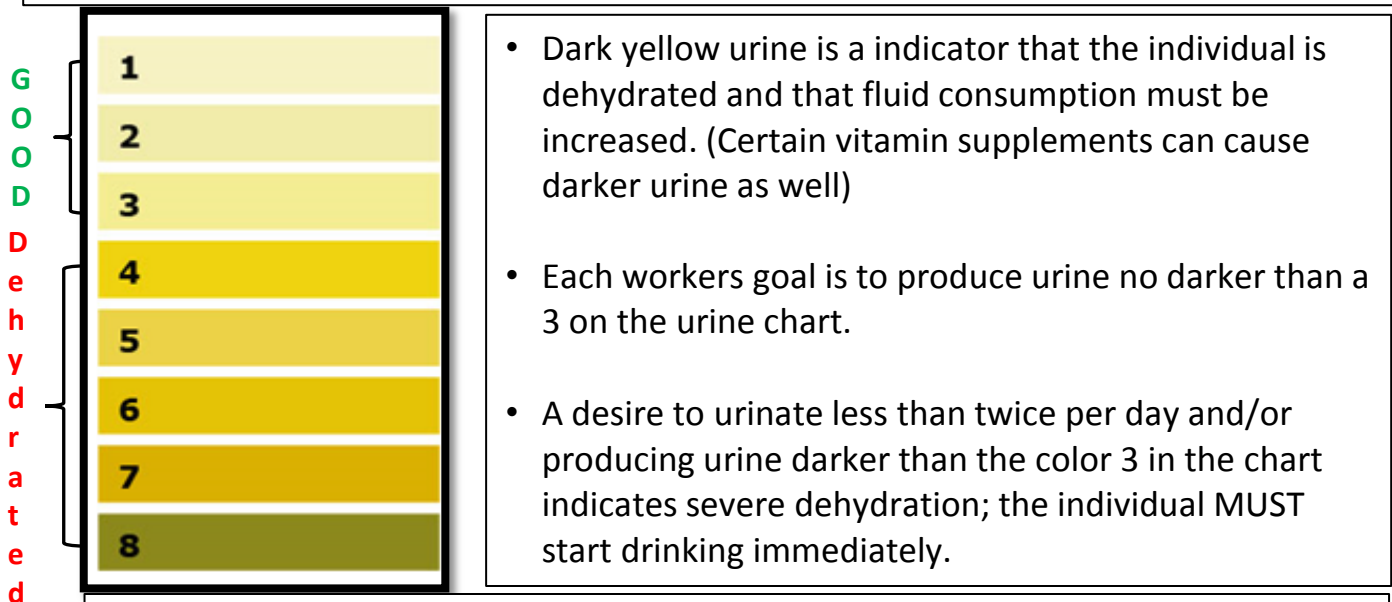 GOOD
Dehydrated
1
2
3
4
5
6
7
8
• Dark yellow urine is a indicator that the individual is
dehydrated and that fluid consumption must be
increased. (Certain vitamin supplements can cause
darker urine as well)
• Each workers goal is to produce urine no darker than a
3 on the urine chart.
• A desire to urinate less than twice per day and/or
producing urine darker than the color 3 in the chart
indicates severe dehydration; the individual MUST
start drinking immediately.